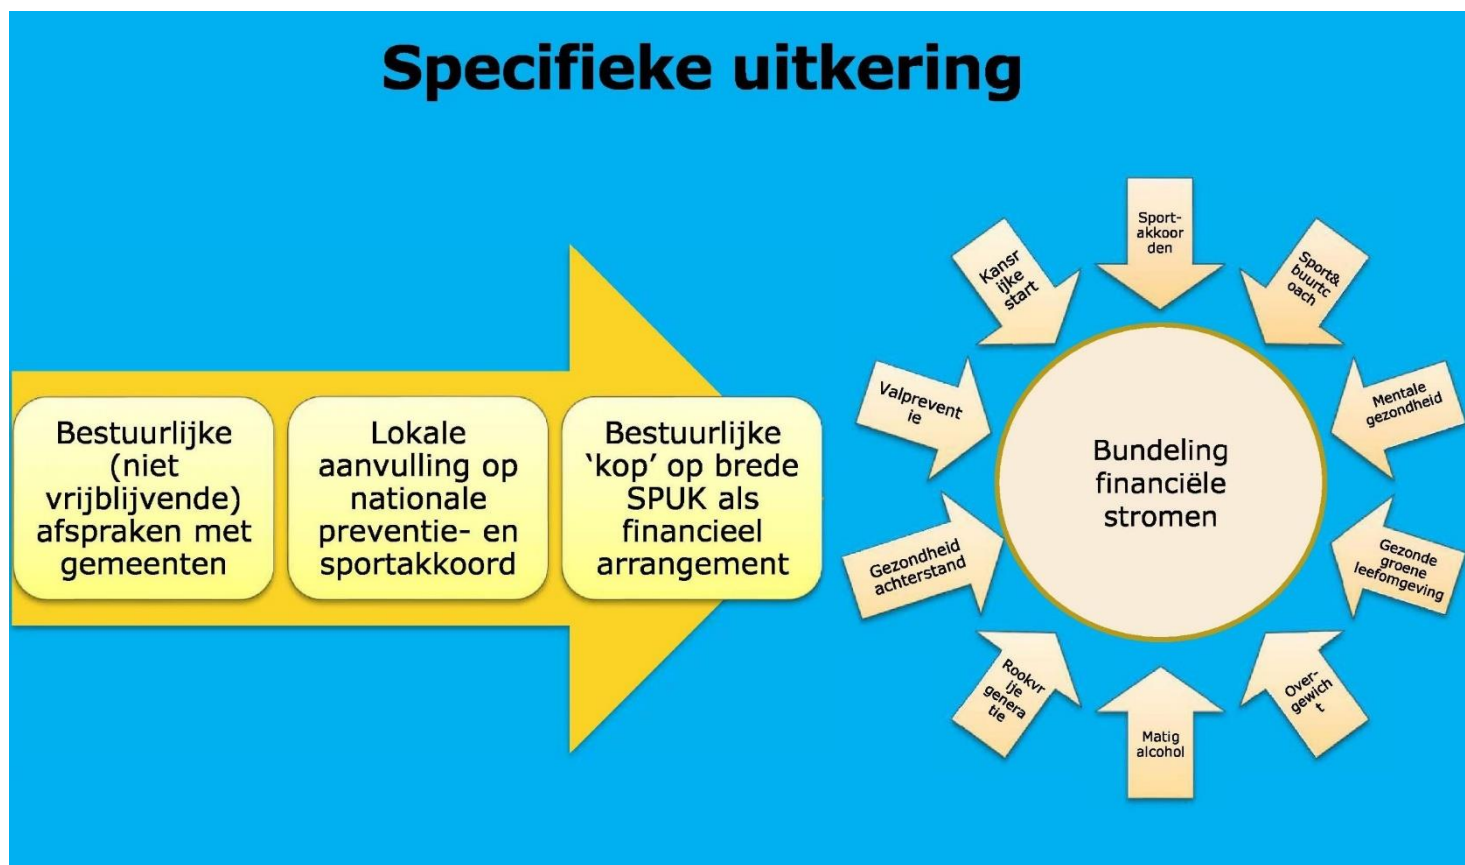 Specifieke uitkering
Bestuurlijke
(niet
vrijblijvende)
afspraken met
gemeenten
Lokale
aanvulling op
nationale
preventie- en
sportakkoord
Bestuurlijke
‘kop’ op brede
SPUK als
financieel
arrangement
Bundeling
financiële
stromen
Sport-
akkoor
den
Sport&
buurtc
oach
Mentale
gezondheid
Gezonde
groene
leefomgeving
Over-
gewich
t
Matig
alcohol
Rookvr
ije
genera
tie
Gezondheid
achterstand
Valprevent
ie
Kansr
ijke
start